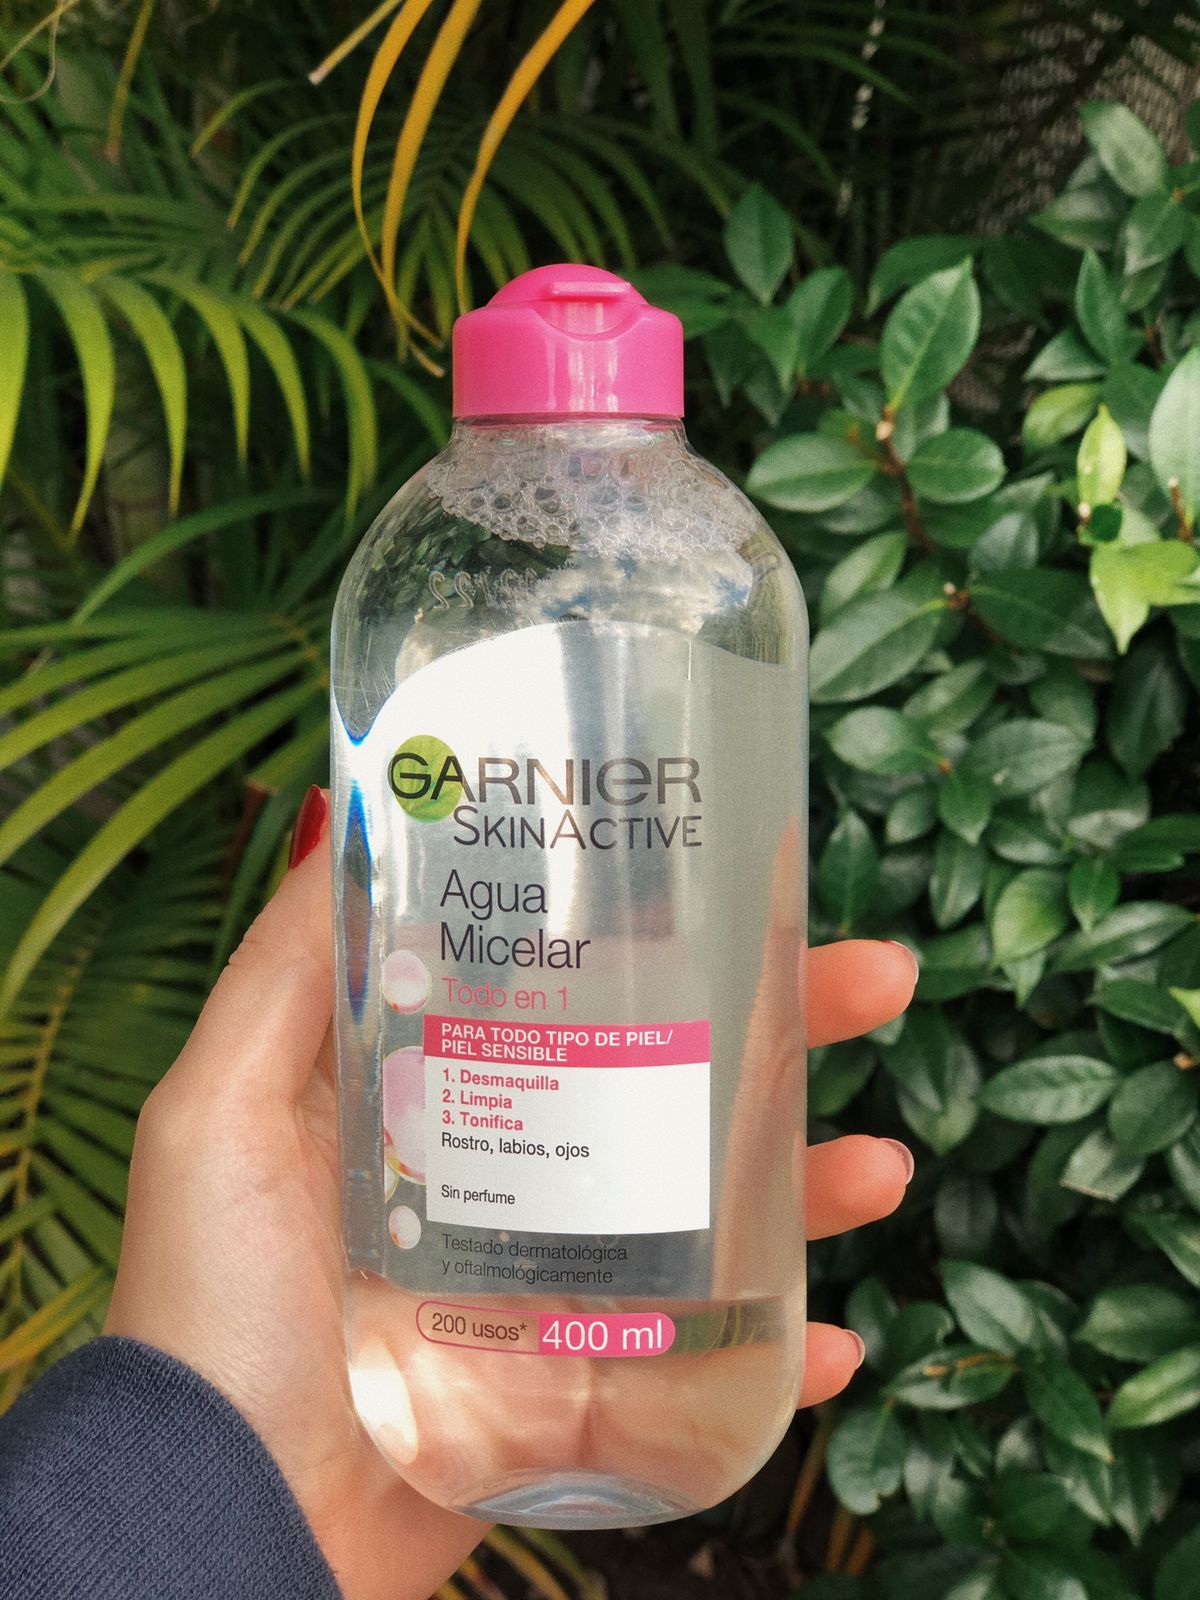 GARNIER
SKINACTIVE
Agua
Micelar
Todo en 1
PARA TODO TIPO DE PIEL/
PIEL SENSIBLE
1. Desmaquilla
2. Limpia
3. Tonifica
Rostro, labios, ojos
Sin perfume
Testado dermatológica
y oftalmológicamente
200 usos* 400 ml